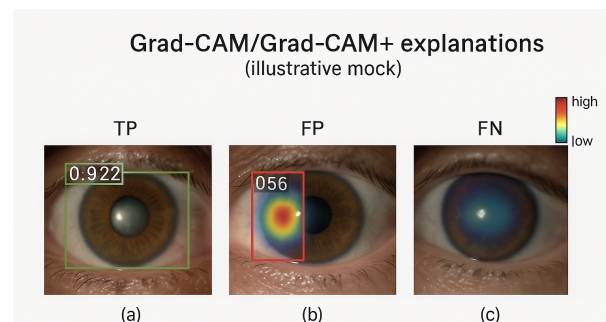 Grad-CAM/Grad-CAM+ explanations
(illustrative mock)
high
low
TP
FP
FN
0.922
056
(a)
(b)
(c)